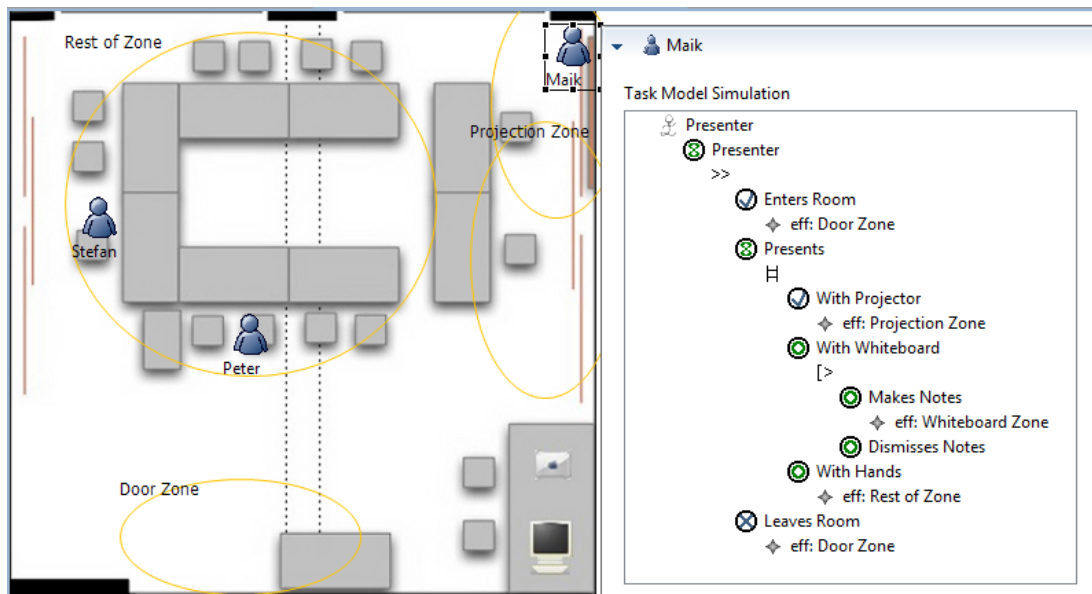 Rest of Zone
Maik
Projection Zone
Stefan
Peter
Door Zone
Maik
Task Model Simulation
Presenter
Presenter
>>
Enters Room
eff: Door Zone
Presents
|=|
With Projector
eff: Projection Zone
With Whiteboard
[>
Makes Notes
eff: Whiteboard Zone
Dismisses Notes
With Hands
eff: Rest of Zone
Leaves Room
eff: Door Zone